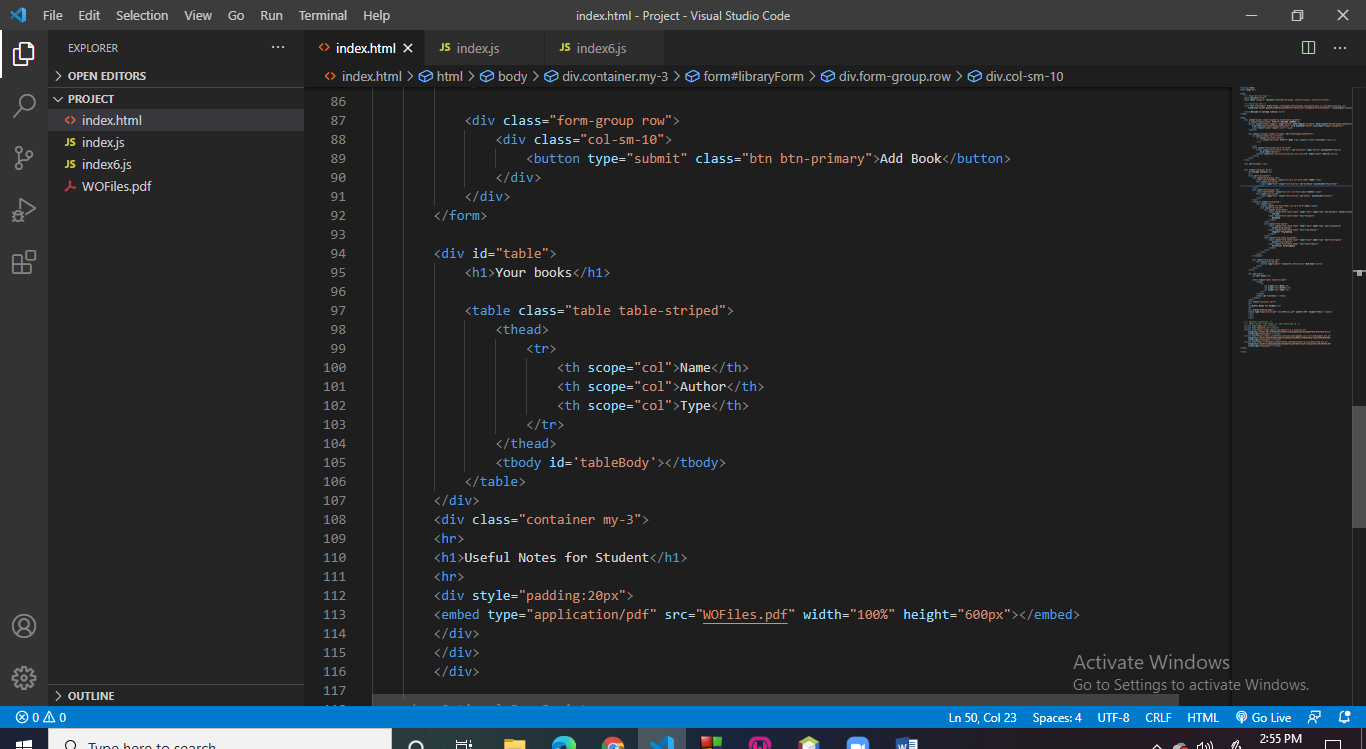 File Edit Selection View Go Run Terminal Help index.html - Project - Visual Studio Code
EXPLORER
OPEN EDITORS
PROJECT
index.html
JS index.js
JS index6.js
WOFiles.pdf
OUTLINE
index.html JS index.js JS index6.js
index.html > html > body > div.container.my-3 > form#libraryForm > div.form-group.row > div.col-sm-10
86
87 <div class="form-group row">
88 <div class="col-sm-10">
89 <button type="submit" class="btn btn-primary">Add Book</button>
90 </div>
91 </div>
92 </form>
93
94 <div id="table">
95 <h1>Your books</h1>
96
97 <table class="table table-striped">
98 <thead>
99 <tr>
100 <th scope="col">Name</th>
101 <th scope="col">Author</th>
102 <th scope="col">Type</th>
103 </tr>
104 </thead>
105 <tbody id='tableBody'></tbody>
106 </table>
107 </div>
108 <div class="container my-3">
109 <hr>
110 <h1>Useful Notes for Student</h1>
111 <hr>
112 <div style="padding:20px">
113 <embed type="application/pdf" src="WOFiles.pdf" width="100%" height="600px"></embed>
114 </div>
115 </div>
116 </div>
117
Activate Windows
Go to Settings to activate Windows.
0 0 Ln 50, Col 23 Spaces: 4 UTF-8 CRLF HTML Go Live
Type here to search
2:55 PM